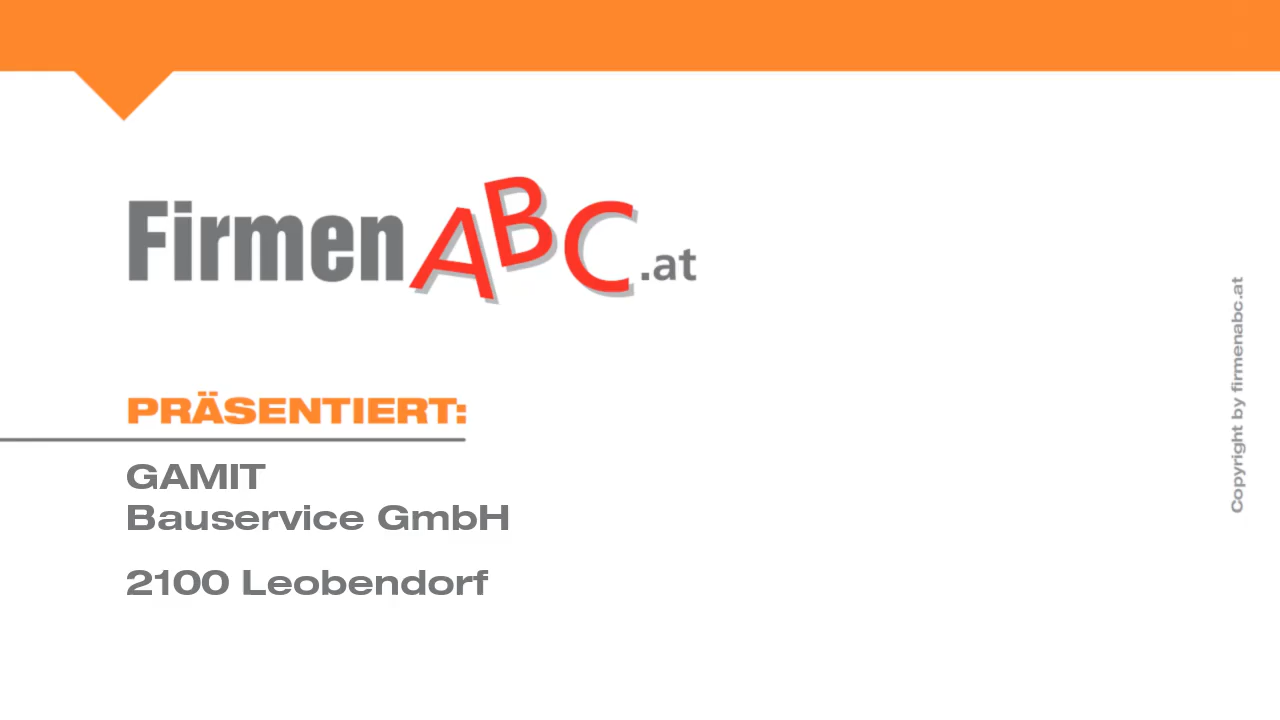 FirmenABC.at
PRÄSENTIERT:
GAMIT
Bauservice GmbH
2100 Leobendorf
Copyright by firmenabc.at